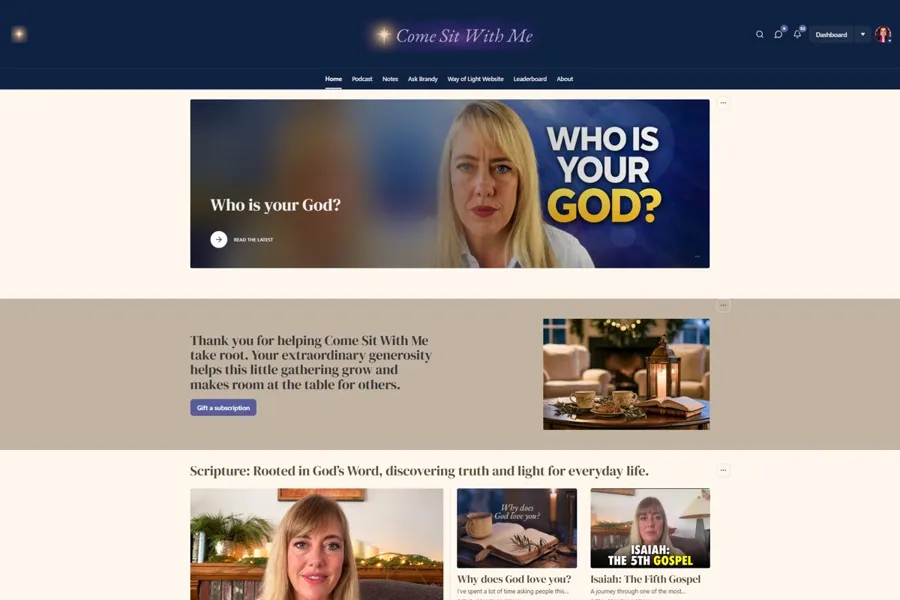 Come Sit With Me
Dashboard
Home Podcast Notes Ask Brandy Way of Light Website Leaderboard About
WHO IS
YOUR
GOD?
Who is your God?
READ THE LATEST
Thank you for helping Come Sit With Me
take root. Your extraordinary generosity
helps this little gathering grow and
makes room at the table for others.
Gift a subscription
Scripture: Rooted in God's Word, discovering truth and light for everyday life.
Why does
God love you?
ISAIAH:
THE 5TH GOSPEL
Why does God love you?
Isaiah: The Fifth Gospel
I've spent a lot of time asking people this...
A journey through one of the most...